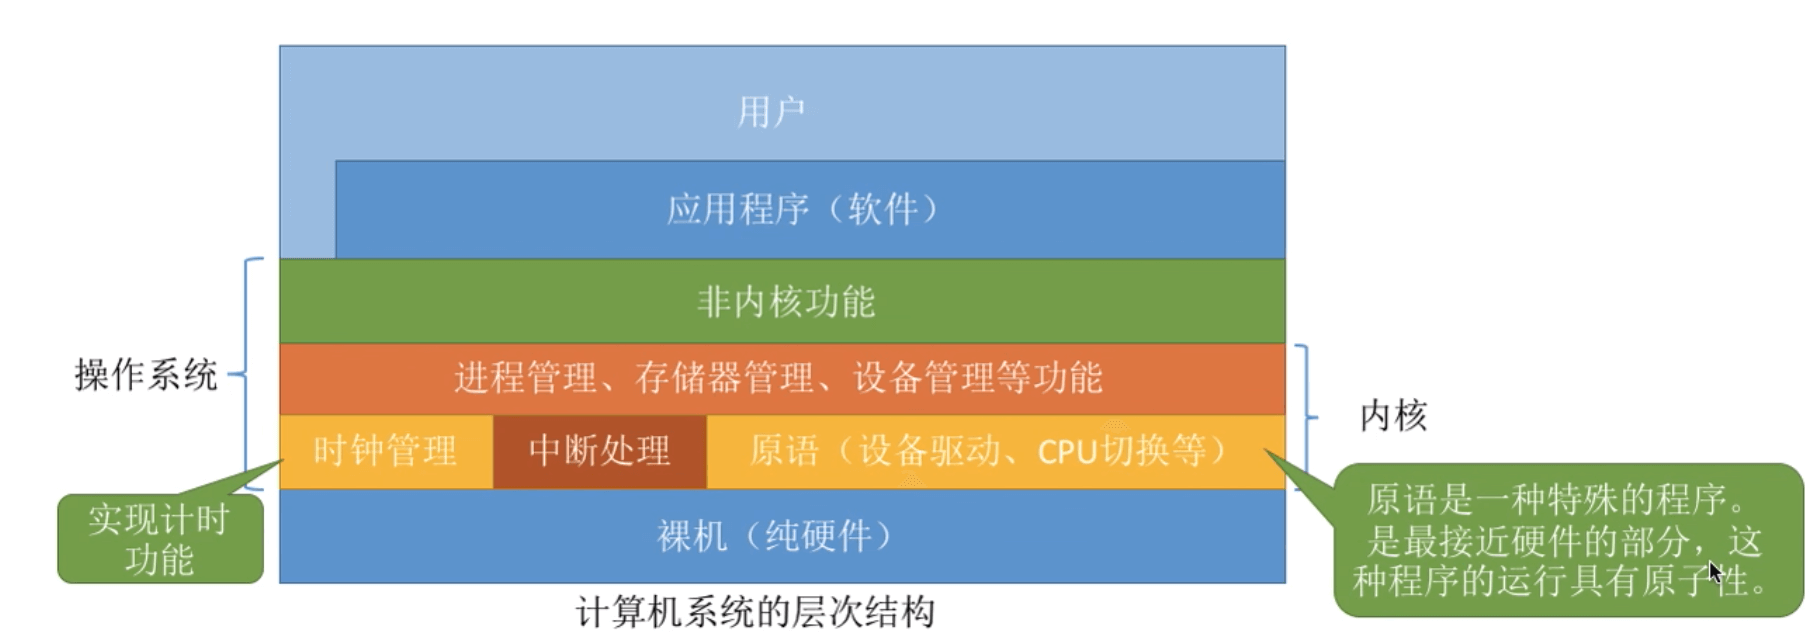 用户
应用程序（软件）
非内核功能
操作系统
进程管理、存储器管理、设备管理等功能
内核
时钟管理
中断处理
原语（设备驱动、CPU切换等）
实现计时
功能
裸机（纯硬件）
原语是一种特殊的程序。
是最接近硬件的部分，这
种程序的运行具有原子性。
计算机系统的层次结构